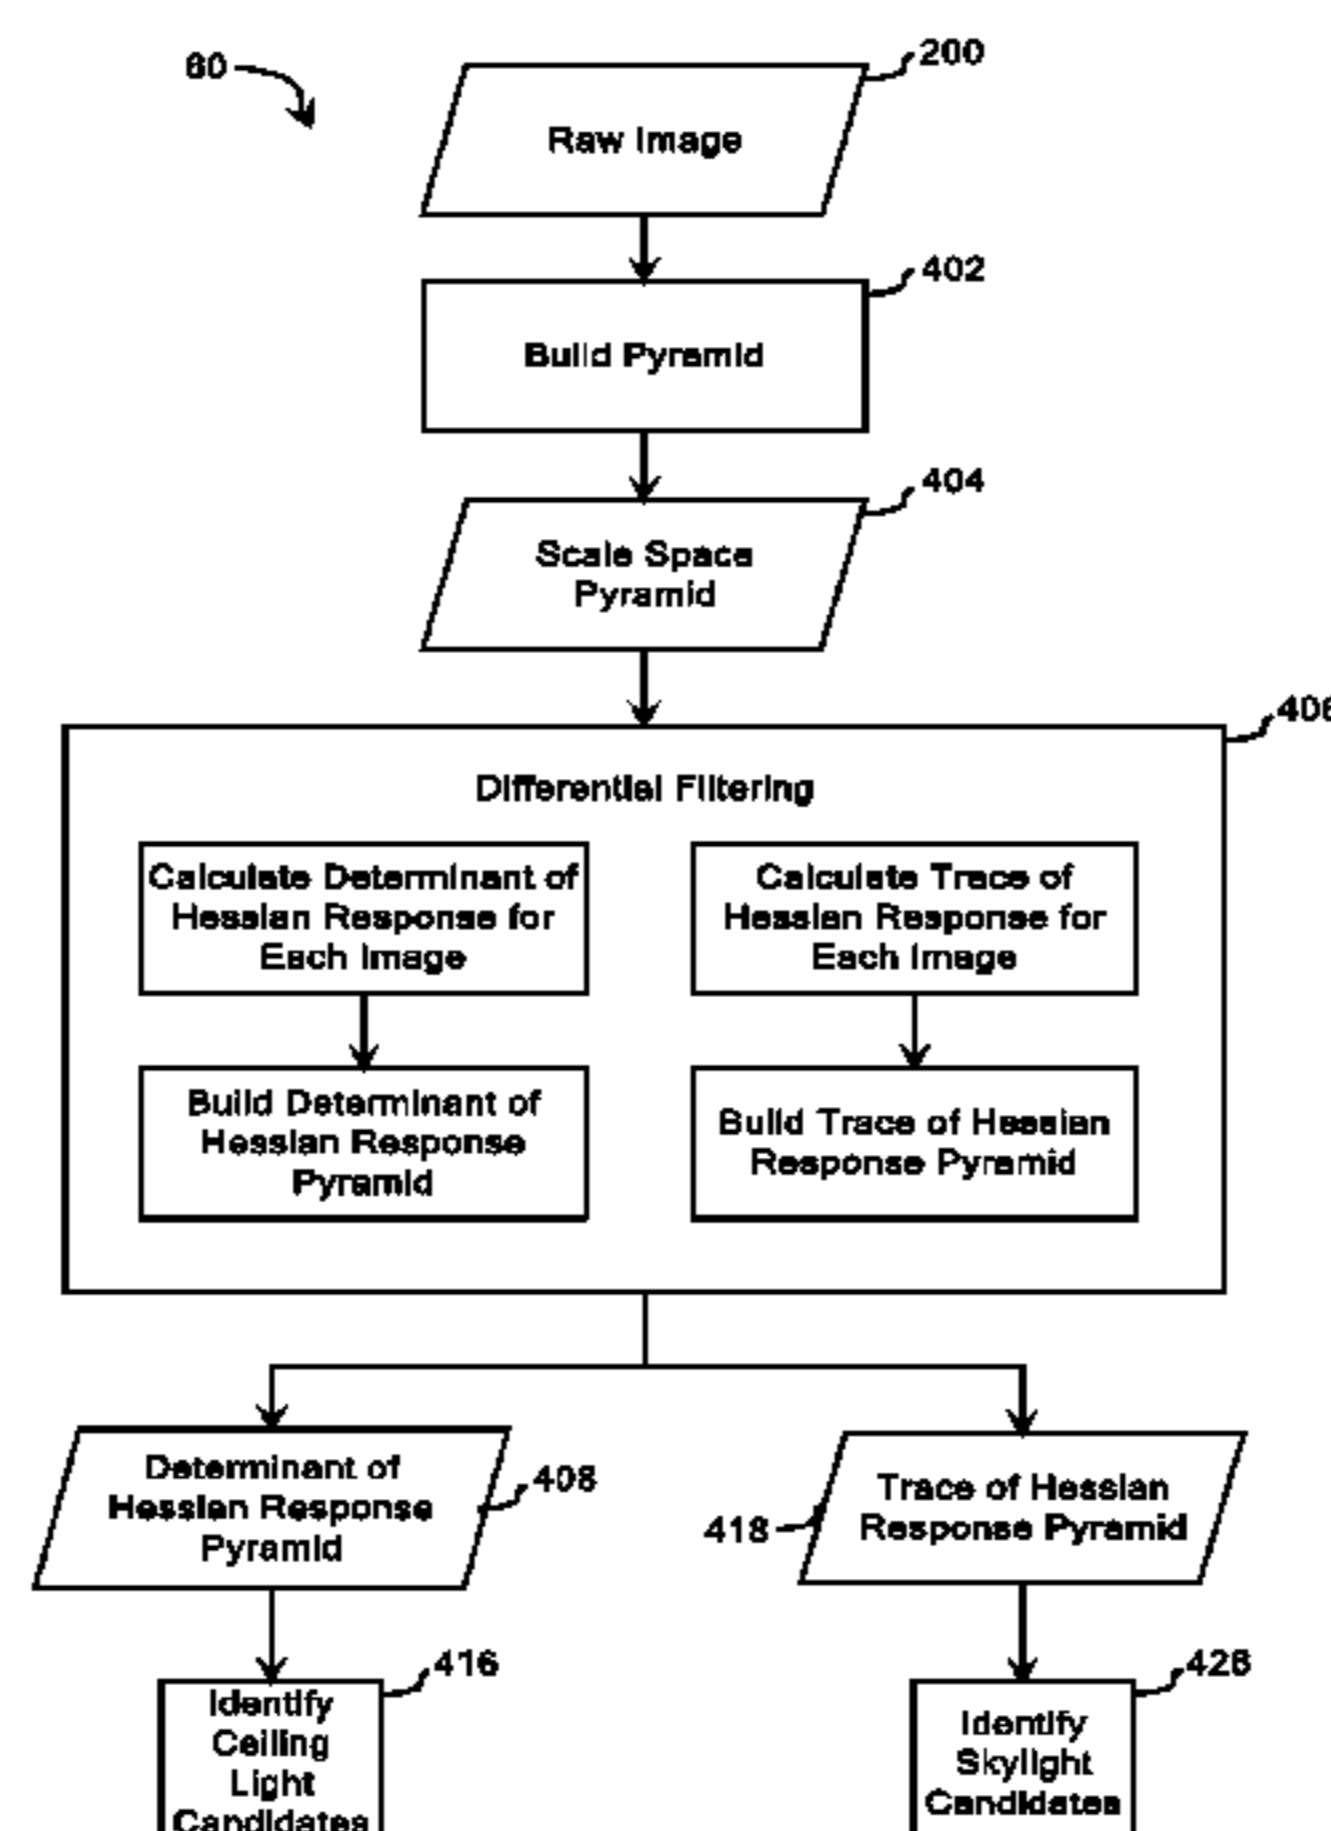 60
200
Raw Image
402
Build Pyramid
404
Scale Space
Pyramid
406
Differential Filtering
Calculate Determinant of
Hessian Response for
Each Image
Calculate Trace of
Hessian Response for
Each Image
Build Determinant of
Hessian Response
Pyramid
Build Trace of Hessian
Response Pyramid
Determinant of
Hessian Response
Pyramid
408
Trace of Hessian
Response Pyramid
418
416
Identify
Ceiling
Light
Candidates
426
Identify
Skylight
Candidates